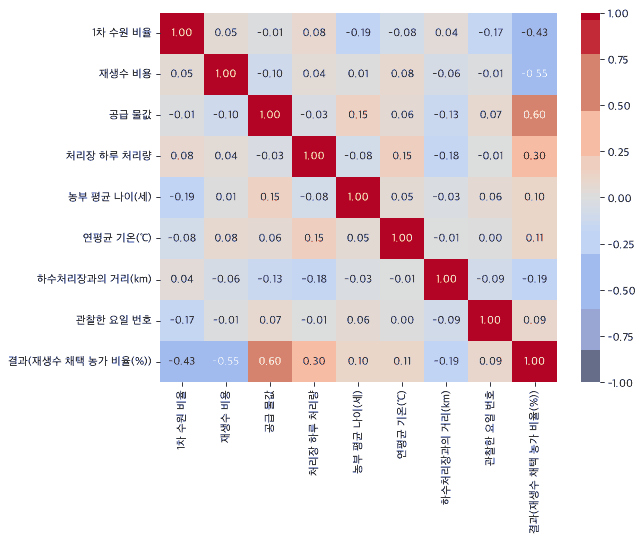 1차 수원 비율 1.00 0.05 -0.01 0.08 -0.19 -0.08 0.04 -0.17 -0.43
재생수 비용 0.05 1.00 -0.10 0.04 0.01 0.08 -0.06 -0.01 -0.55
공급 물값 -0.01 -0.10 1.00 -0.03 0.15 0.06 -0.13 0.07 0.60
처리장 하루 처리량 0.08 0.04 -0.03 1.00 -0.08 0.15 -0.18 -0.01 0.30
농부 평균 나이(세) -0.19 0.01 0.15 -0.08 1.00 0.05 -0.03 0.06 0.10
연평균 기온(℃) -0.08 0.08 0.06 0.15 0.05 1.00 -0.01 0.00 0.11
하수처리장과의 거리(km) 0.04 -0.06 -0.13 -0.18 -0.03 -0.01 1.00 -0.09 -0.19
관찰한 요일 번호 -0.17 -0.01 0.07 -0.01 0.06 0.00 -0.09 1.00 0.09
결과(재생수 채택 농가 비율(%)) -0.43 -0.55 0.60 0.30 0.10 0.11 -0.19 0.09 1.00
1차 수원 비율
재생수 비용
공급 물값
처리장 하루 처리량
농부 평균 나이(세)
연평균 기온(℃)
하수처리장과의 거리(km)
관찰한 요일 번호
결과(재생수 채택 농가 비율(%))
1.00
0.75
0.50
0.25
0.00
-0.25
-0.50
-0.75
-1.00